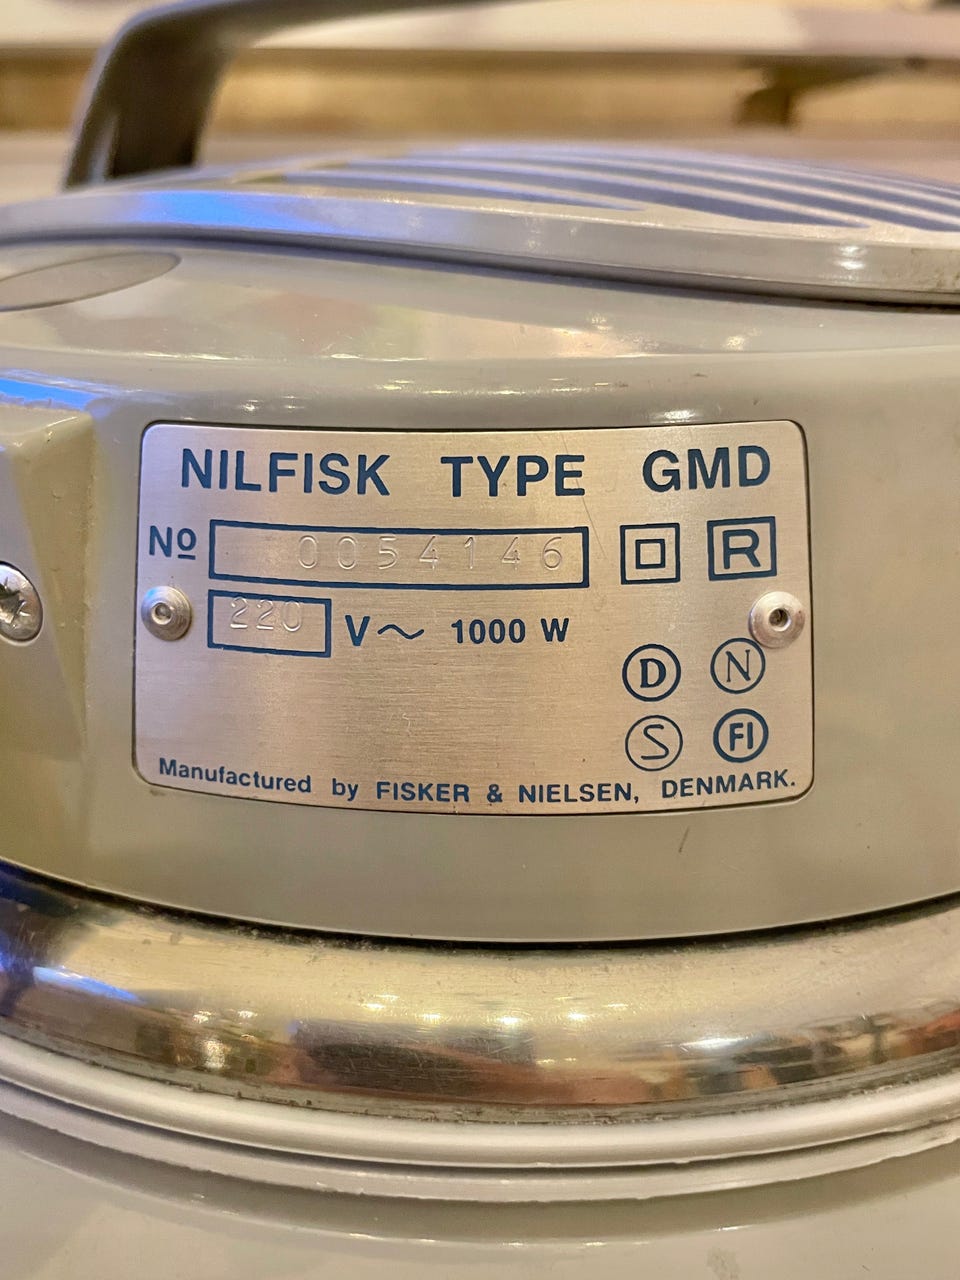 NILFISK TYPE GMD
Nº 0054146 R
220 V~ 1000 W
D N
S FI
Manufactured by FISKER & NIELSEN, DENMARK.